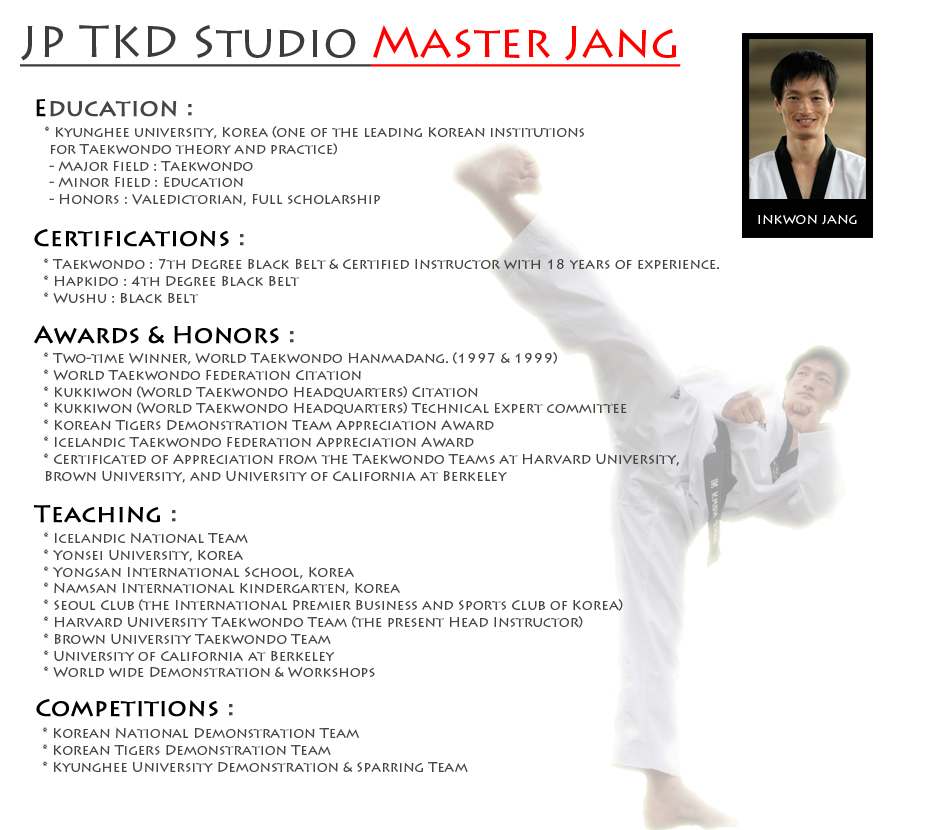 JP TKD Studio Master Jang
INKWON JANG
Education :
* Kyunghee university, Korea (one of the leading Korean institutions
for Taekwondo theory and practice)
- Major Field : Taekwondo
- Minor Field : Education
- Honors : Valedictorian, Full scholarship
Certifications :
* Taekwondo : 7th Degree Black Belt & Certified Instructor with 18 years of experience.
* Hapkido : 4th Degree Black Belt
* Wushu : Black Belt
Awards & Honors :
* Two-time Winner, World Taekwondo Hanmadang. (1997 & 1999)
* World Taekwondo Federation Citation
* Kukkiwon (World Taekwondo Headquarters) Citation
* Kukkiwon (World Taekwondo Headquarters) Technical Expert committee
* Korean Tigers Demonstration Team Appreciation Award
* Icelandic Taekwondo Federation Appreciation Award
* Certificated of Appreciation from the Taekwondo Teams at Harvard University,
Brown University, and University of California at Berkeley
Teaching :
* Icelandic National Team
* Yonsei University, Korea
* Yongsan International School, Korea
* Namsan International Kindergarten, Korea
* Seoul Club (the International Premier Business and Sports Club of Korea)
* Harvard University Taekwondo Team (the present Head Instructor)
* Brown University Taekwondo Team
* University of California at Berkeley
* World wide Demonstration & Workshops
Competitions :
* Korean National Demonstration Team
* Korean Tigers Demonstration Team
* Kyunghee University Demonstration & Sparring Team